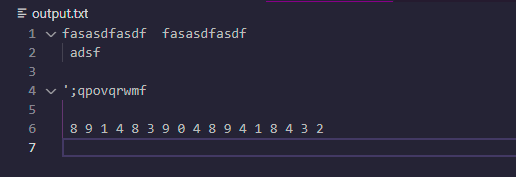 output.txt
1 fasasdfasdf  fasasdfasdf
2  adsf
3
4 ';qpovqrwmf
5
6  8 9 1 4 8 3 9 0 4 8 9 4 1 8 4 3 2
7